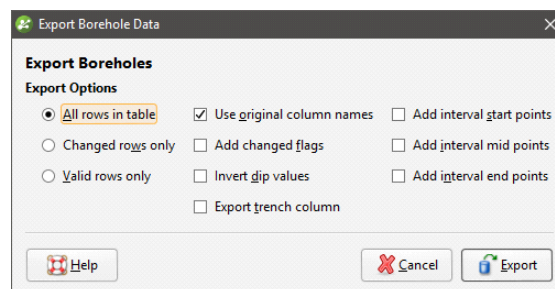 Export Borehole Data
Export Boreholes
Export Options
All rows in table
Use original column names
Add interval start points
Changed rows only
Add changed flags
Add interval mid points
Valid rows only
Invert dip values
Add interval end points
Export trench column
Help
Cancel
Export